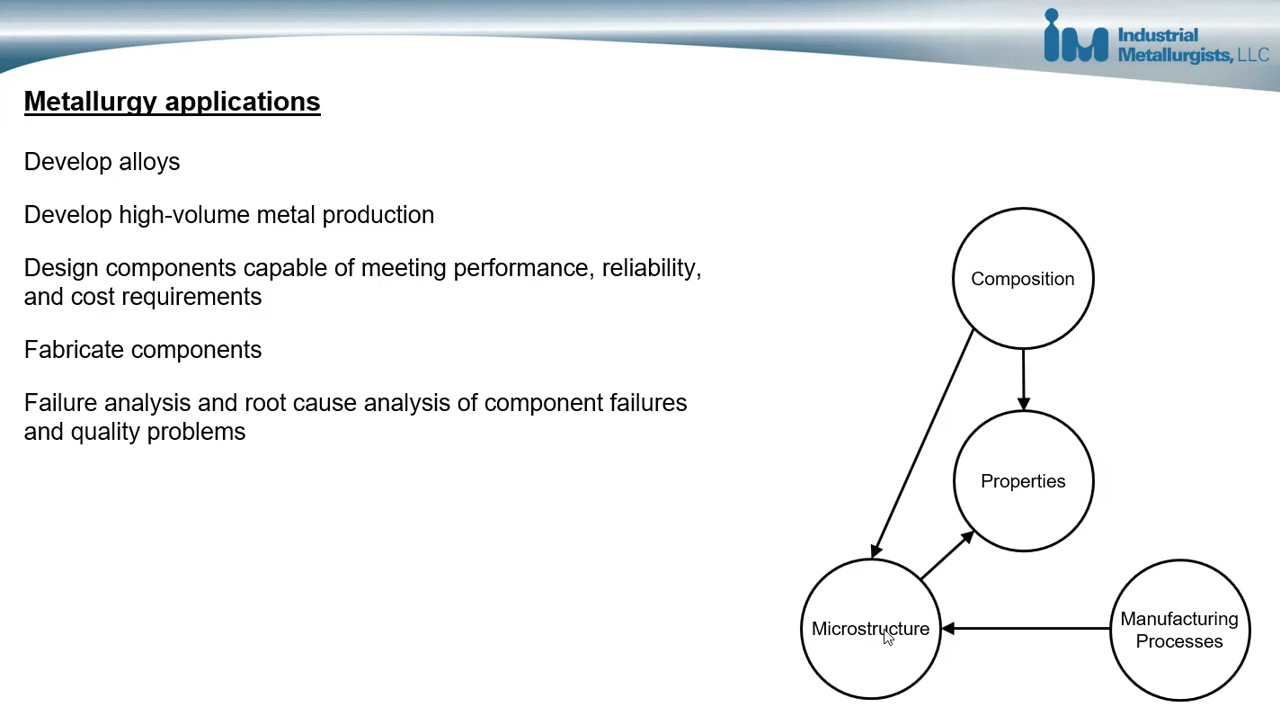 Industrial
Metallurgists, LLC
Metallurgy applications
Develop alloys
Develop high-volume metal production
Design components capable of meeting performance, reliability,
and cost requirements
Fabricate components
Failure analysis and root cause analysis of component failures
and quality problems
Composition
Properties
Microstructure
Manufacturing
Processes